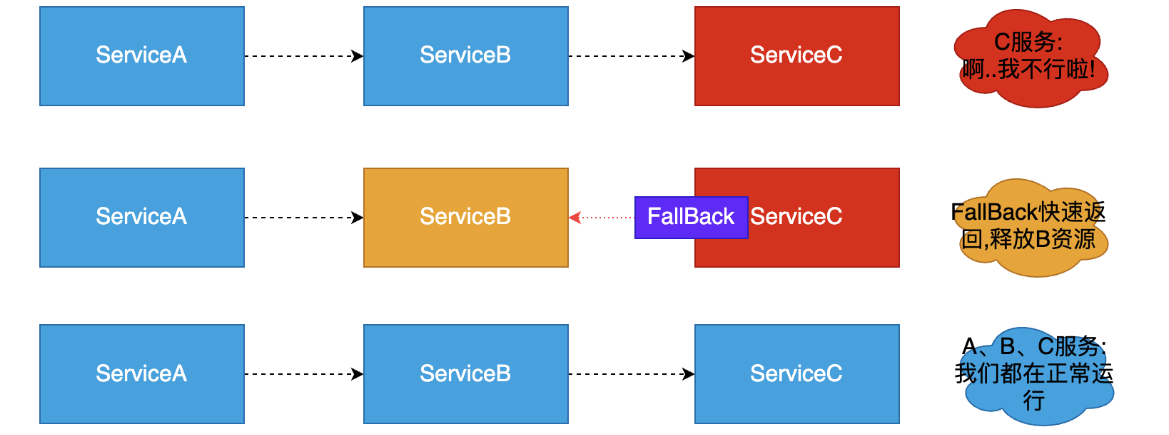 ServiceA
ServiceB
ServiceC
C服务:
啊..我不行啦!
ServiceA
ServiceB
FallBack
ServiceC
FallBack快速返
回,释放B资源
ServiceA
ServiceB
ServiceC
A、B、C服务:
我们都在正常运
行